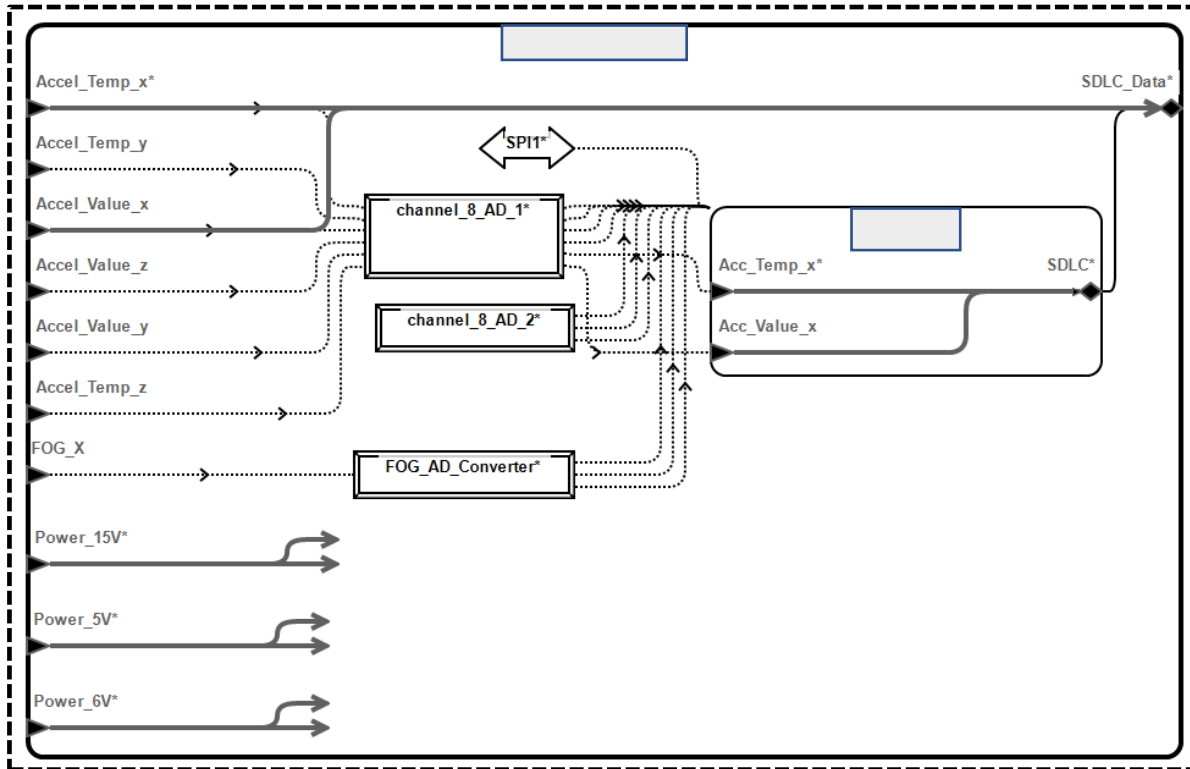 Accel_Temp_x*
SDLC_Data*
Accel_Temp_y
SPI1*
Accel_Value_x
channel_8_AD_1*
Accel_Value_z
Acc_Temp_x*
SDLC*
Accel_Value_y
channel_8_AD_2*
Acc_Value_x
Accel_Temp_z
FOG_X
FOG_AD_Converter*
Power_15V*
Power_5V*
Power_6V*